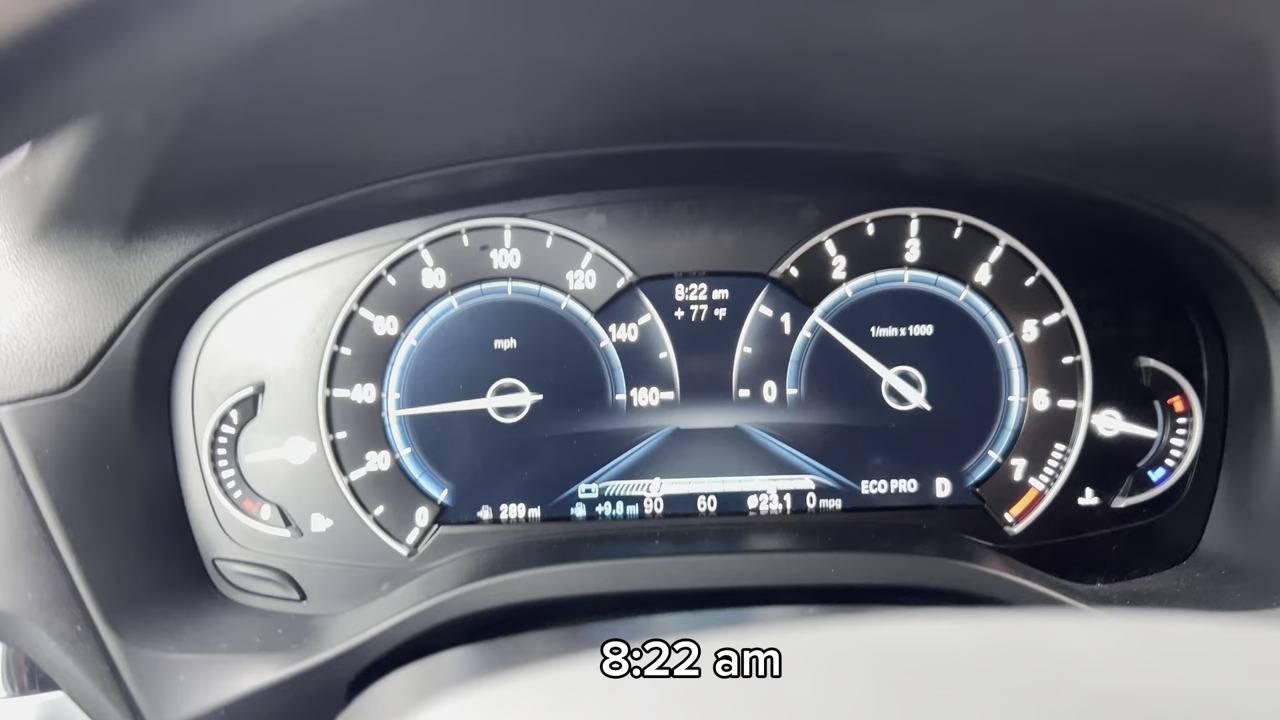 80
100
120
60
40
20
0
mph
140
160
8:22 am
+ 77 °F
1
0
2
3
4
5
6
7
1/min x 1000
ECO PRO D
289 mi
+9.8 mi 90 60 ø23.1 0 mpg
8:22 am